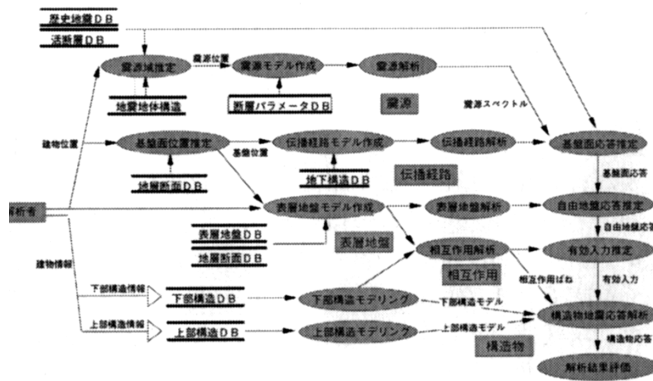 歴史地震DB
活断層DB
震源域推定
震源位置
震源モデル作成
震源解析
地震地体構造
断層パラメータDB
震源
震源スペクトル
建物位置
基盤面位置推定
基盤位置
伝播経路モデル作成
伝播経路解析
基盤面応答推定
地層断面DB
地下構造DB
伝播経路
基盤面応答
解析者
表層地盤モデル作成
表層地盤解析
自由地盤応答推定
表層地盤DB
地層断面DB
表層地盤
自由地盤応答
建物情報
相互作用解析
有効入力推定
相互作用
相互作用ばね
有効入力
下部構造情報
下部構造DB
下部構造モデリング
下部構造モデル
構造物地震応答解析
上部構造情報
上部構造DB
上部構造モデリング
上部構造モデル
構造物
構造物応答
解析結果評価